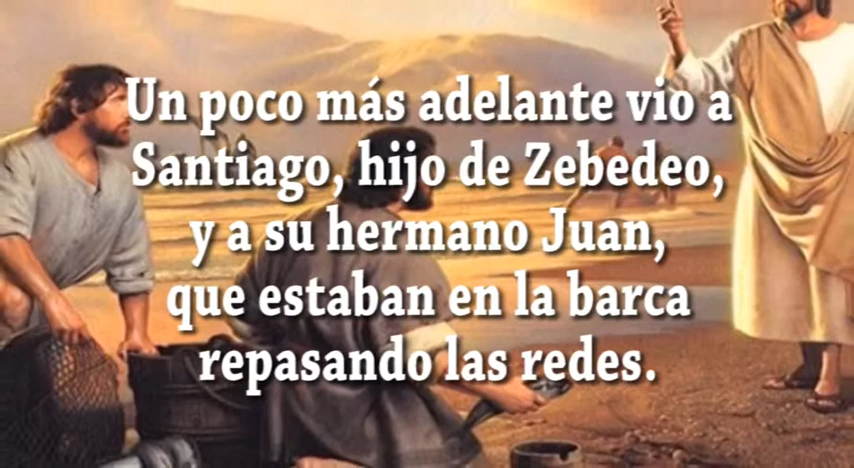 Un poco más adelante vio a
Santiago, hijo de Zebedeo,
y a su hermano Juan,
que estaban en la barca
repasando las redes.